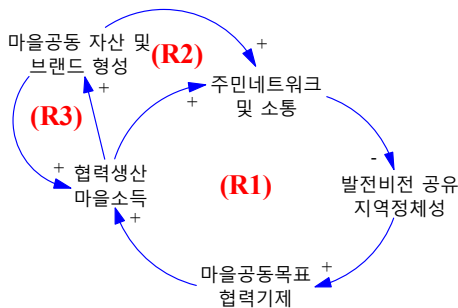 마을공동 자산 및
브랜드 형성
(R2)
+
주민네트워크
및 소통
+
+
(R3)
+
협력생산
마을소득
+
(R1)
-
발전비전 공유
지역정체성
마을공동목표
협력기제
+